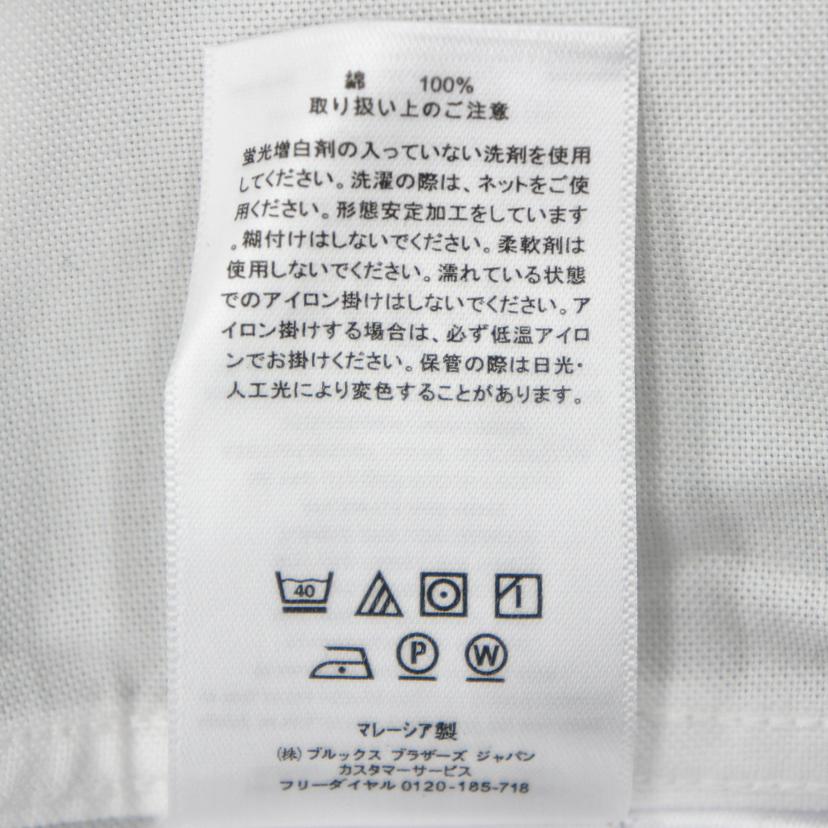 綿 100%
取り扱い上のご注意
蛍光増白剤の入っていない洗剤を使用
してください。洗濯の際は、ネットをご使
用ください。形態安定加工をしています
。糊付けはしないでください。柔軟剤は
使用しないでください。濡れている状態
でのアイロン掛けはしないでください。ア
イロン掛けする場合は、必ず低温アイロ
ンでお掛けください。保管の際は日光・
人工光により変色することがあります。
40
P W
マレーシア製
(株)ブルックス ブラザーズ ジャパン
カスタマーサービス
フリーダイヤル 0120-185-718